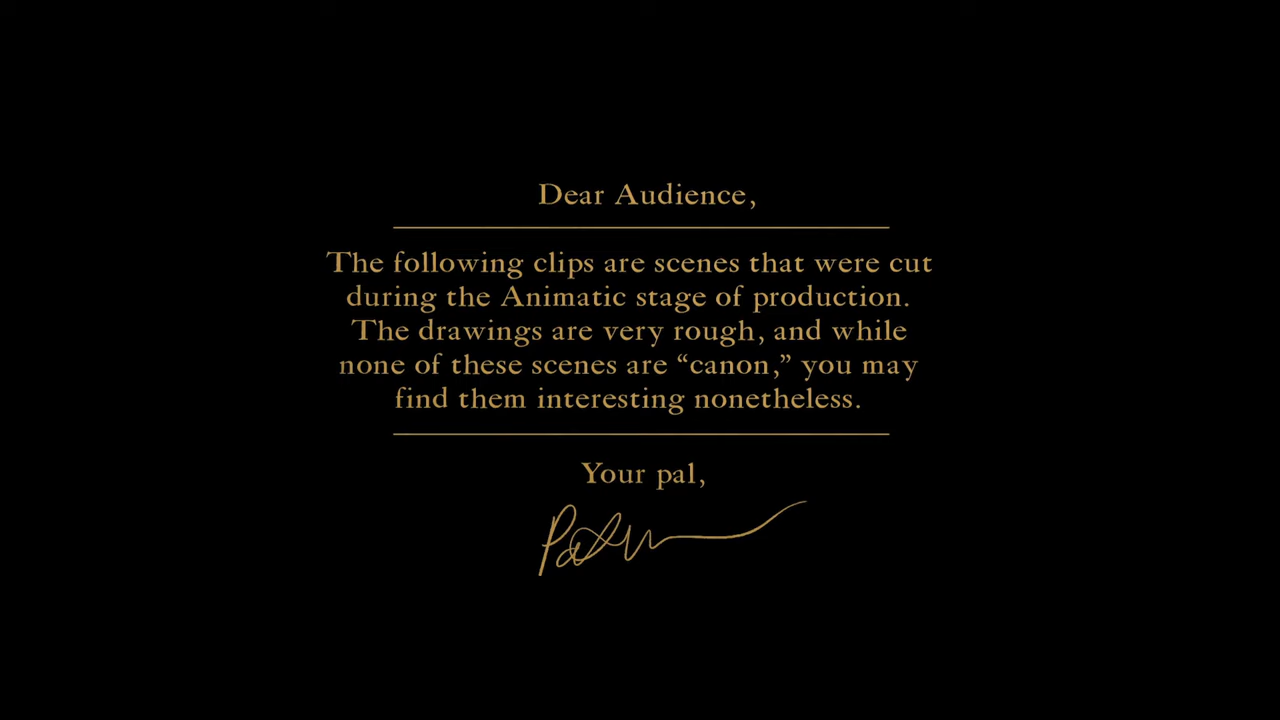 Dear Audience,
The following clips are scenes that were cut
during the Animatic stage of production.
The drawings are very rough, and while
none of these scenes are “canon,” you may
find them interesting nonetheless.
Your pal,